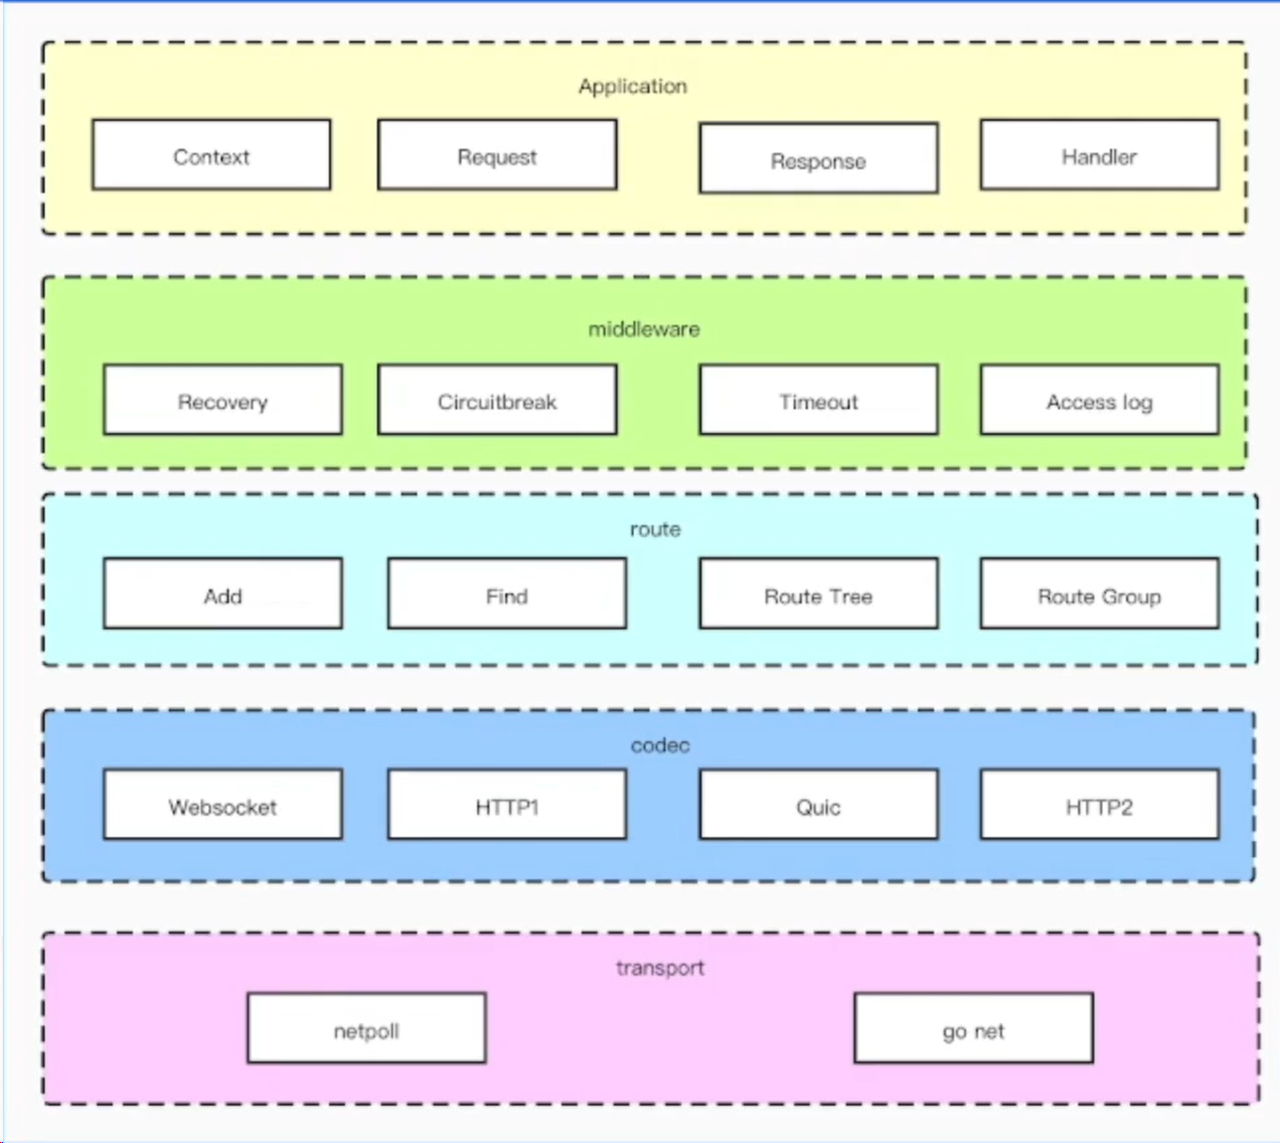 Application
Context
Request
Response
Handler
middleware
Recovery
Circuitbreak
Timeout
Access log
route
Add
Find
Route Tree
Route Group
codec
Websocket
HTTP1
Quic
HTTP2
transport
netpoll
go net